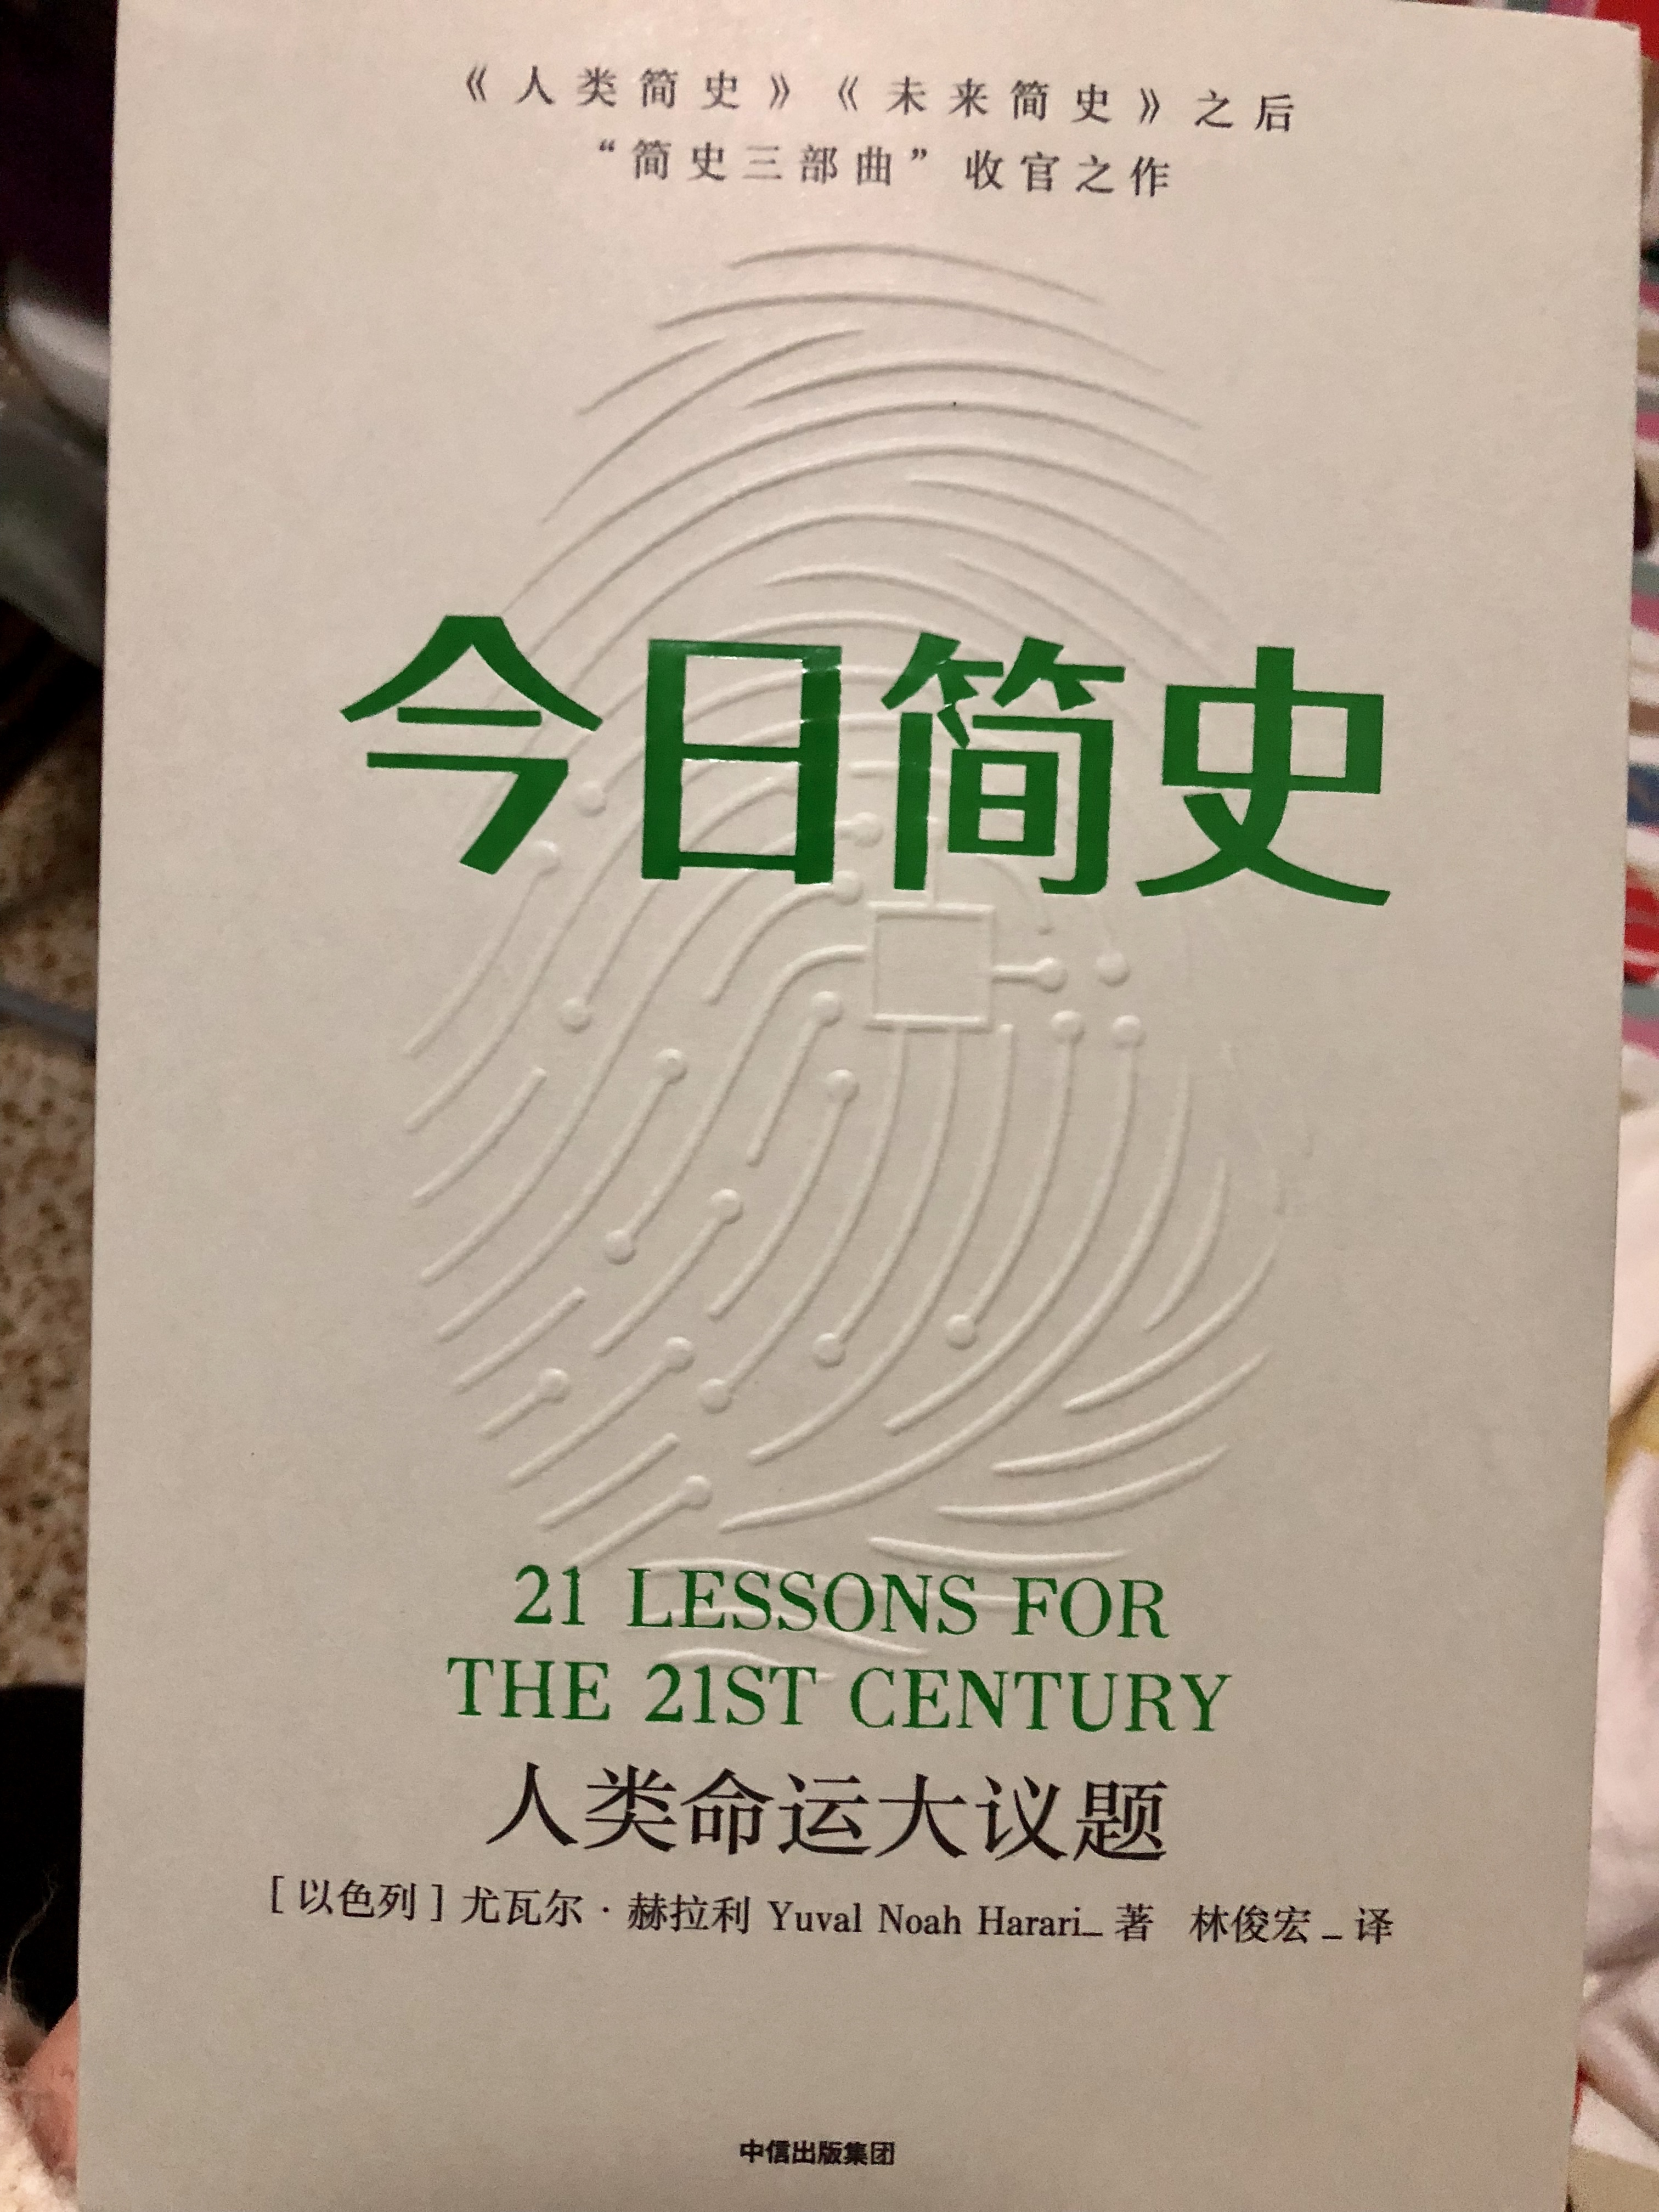 《人类简史》《未来简史》之后
“简史三部曲”收官之作
今日简史
21 LESSONS FOR
THE 21ST CENTURY
人类命运大议题
[以色列]尤瓦尔·赫拉利 Yuval Noah Harari_著 林俊宏_译
中信出版集团